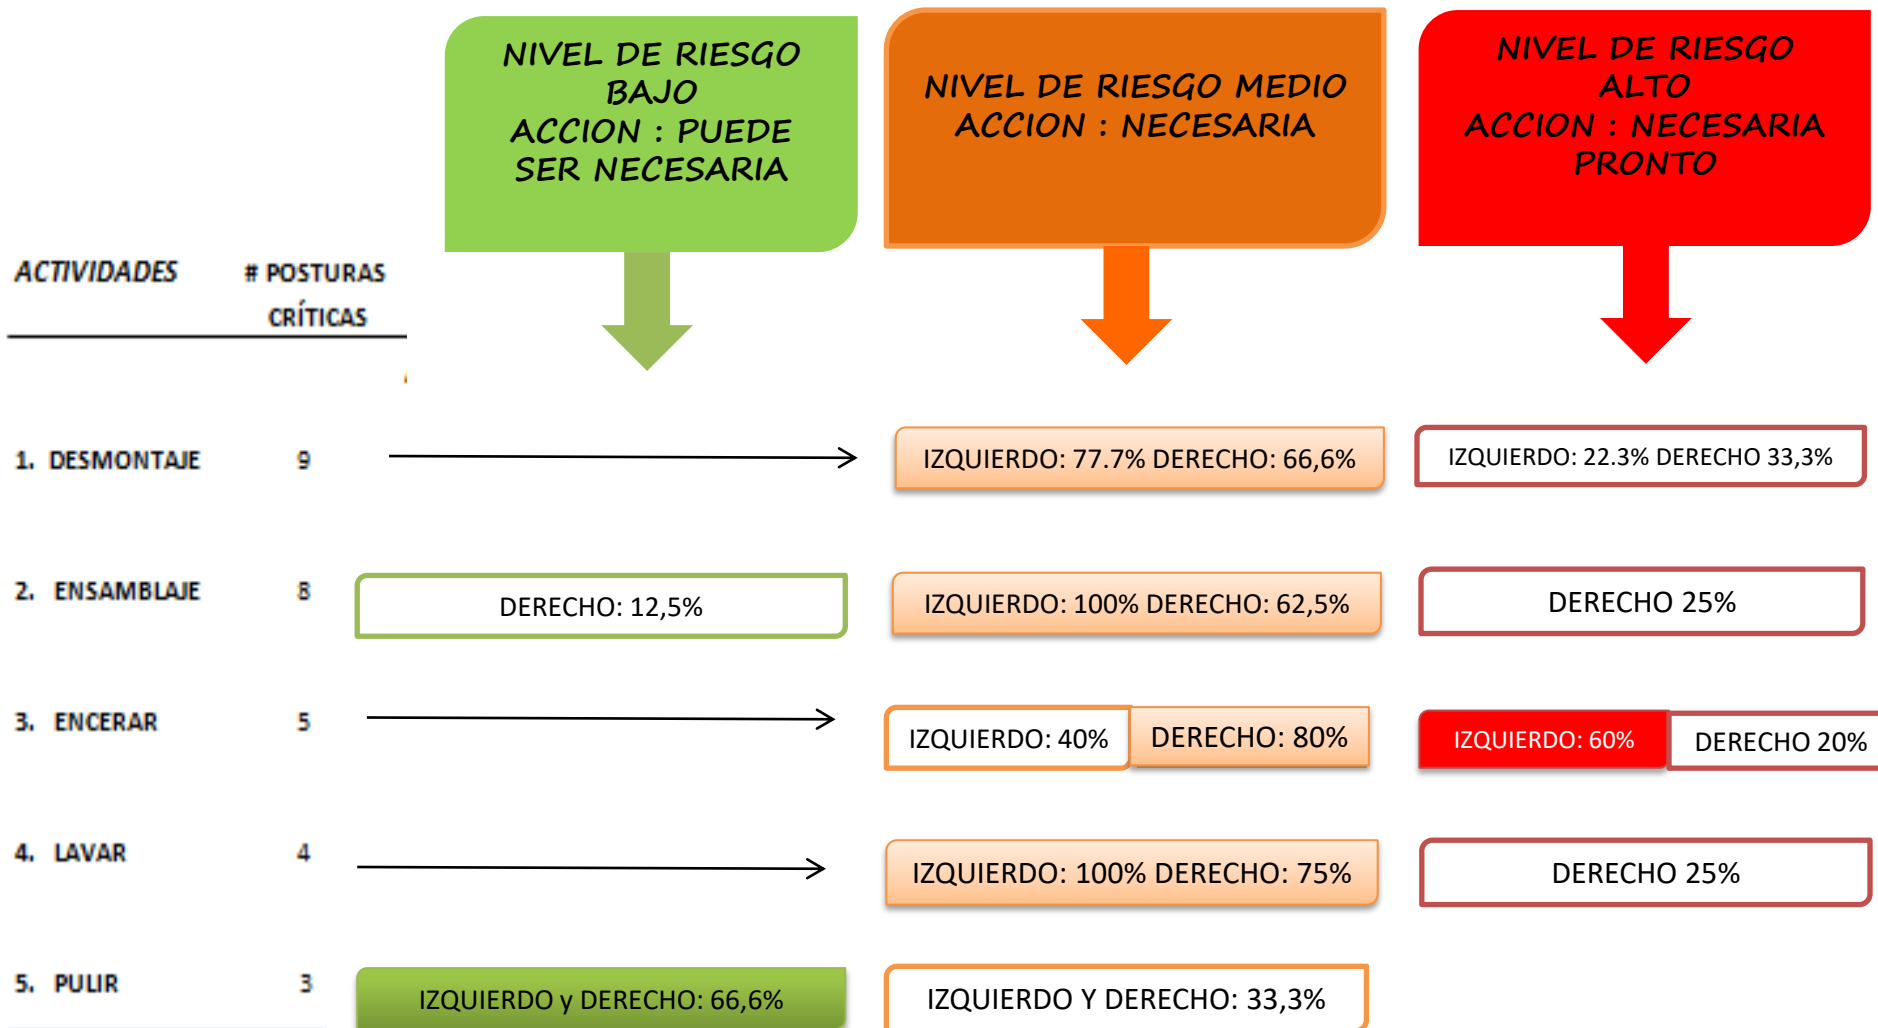 NIVEL DE RIESGO
BAJO
ACCION : PUEDE
SER NECESARIA
NIVEL DE RIESGO MEDIO
ACCION : NECESARIA
NIVEL DE RIESGO
ALTO
ACCION : NECESARIA
PRONTO
ACTIVIDADES # POSTURAS
CRÍTICAS
1. DESMONTAJE 9 IZQUIERDO: 77.7% DERECHO: 66,6% IZQUIERDO: 22.3% DERECHO 33,3%
2. ENSAMBLAJE 8 DERECHO: 12,5% IZQUIERDO: 100% DERECHO: 62,5% DERECHO 25%
3. ENCERAR 5 IZQUIERDO: 40% DERECHO: 80% IZQUIERDO: 60% DERECHO 20%
4. LAVAR 4 IZQUIERDO: 100% DERECHO: 75% DERECHO 25%
5. PULIR 3 IZQUIERDO y DERECHO: 66,6% IZQUIERDO Y DERECHO: 33,3%